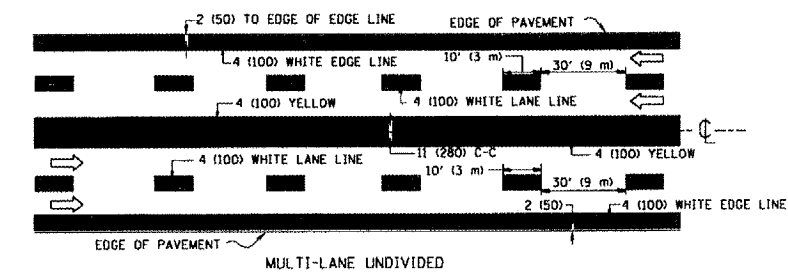 2 (50) TO EDGE OF EDGE LINE
EDGE OF PAVEMENT
4 (100) WHITE EDGE LINE
10' (3 m)
30' (9 m)
4 (100) YELLOW
4 (100) WHITE LANE LINE
11 (280) C-C
4 (100) YELLOW
4 (100) WHITE LANE LINE
10' (3 m)
30' (9 m)
2 (50)
4 (100) WHITE EDGE LINE
EDGE OF PAVEMENT
MULTI-LANE UNDIVIDED